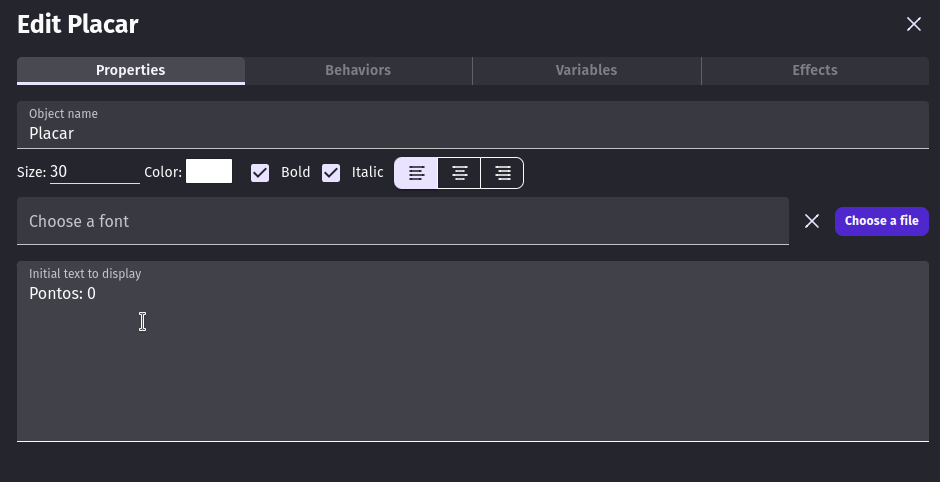 Edit Placar
Properties Behaviors Variables Effects
Object name
Placar
Size: 30 Color: Bold Italic
Choose a font Choose a file
Initial text to display
Pontos: 0